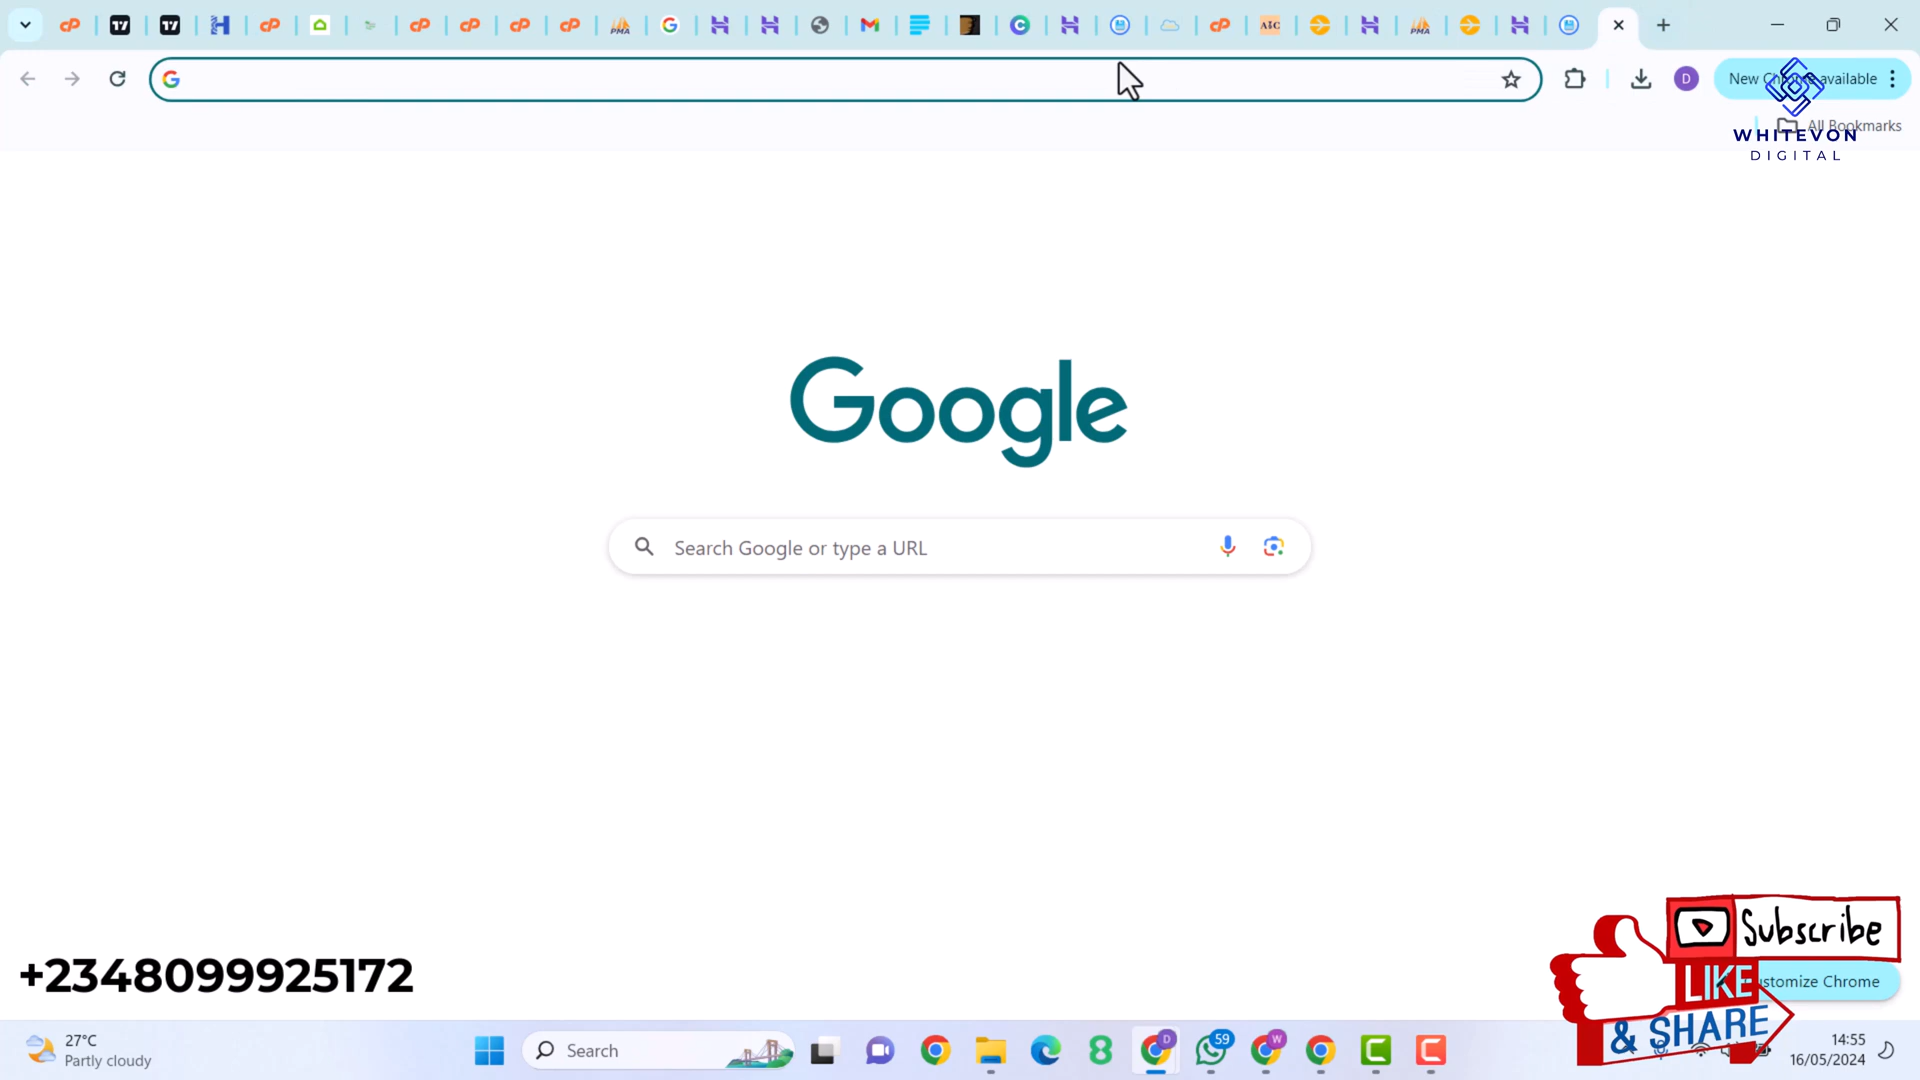 New Chrome available
All Bookmarks
WHITEVON
DIGITAL
Google
Search Google or type a URL
+2348099925172
Subscribe
LIKE
& SHARE
Customize Chrome
27°C
Partly cloudy
Search
59
14:55
16/05/2024